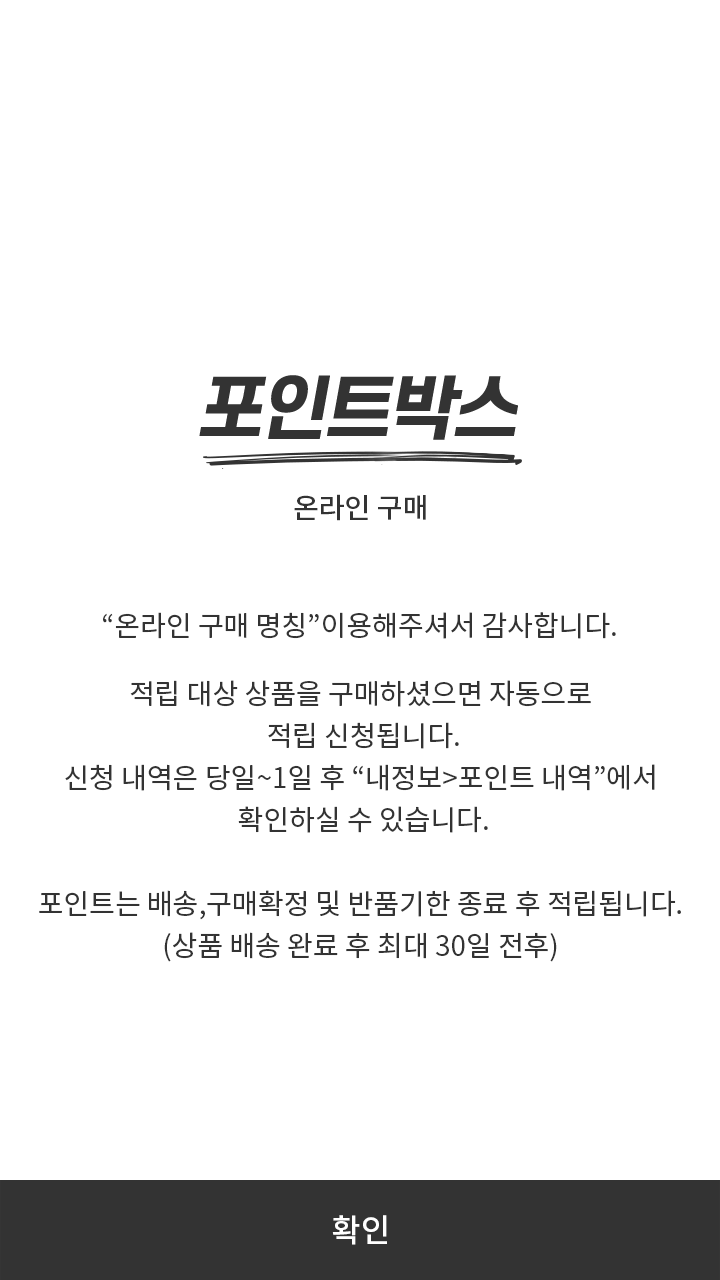 포인트박스
온라인 구매
“온라인 구매 명칭”이용해주셔서 감사합니다.
적립 대상 상품을 구매하셨으면 자동으로
적립 신청됩니다.
신청 내역은 당일~1일 후 “내정보>포인트 내역”에서
확인하실 수 있습니다.
포인트는 배송,구매확정 및 반품기한 종료 후 적립됩니다.
(상품 배송 완료 후 최대 30일 전후)
확인